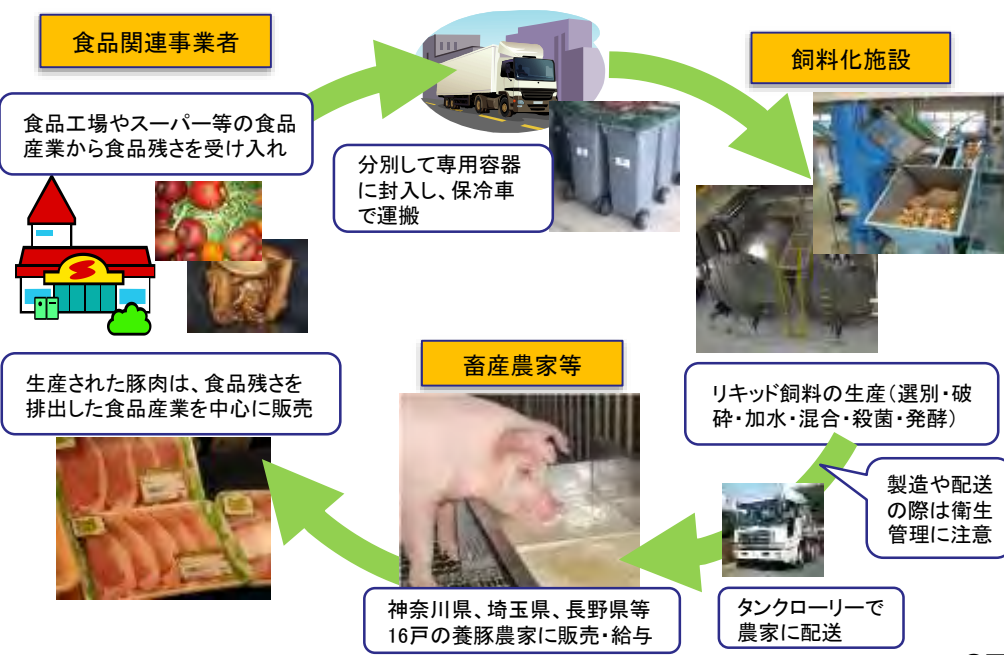 食品関連事業者
食品工場やスーパー等の食品
産業から食品残さを受け入れ
分別して専用容器
に封入し、保冷車
で運搬
飼料化施設
リキッド飼料の生産(選別・破
砕・加水・混合・殺菌・発酵)
製造や配送
の際は衛生
管理に注意
タンクローリーで
農家に配送
畜産農家等
神奈川県、埼玉県、長野県等
16戸の養豚農家に販売・給与
生産された豚肉は、食品残さを
排出した食品産業を中心に販売